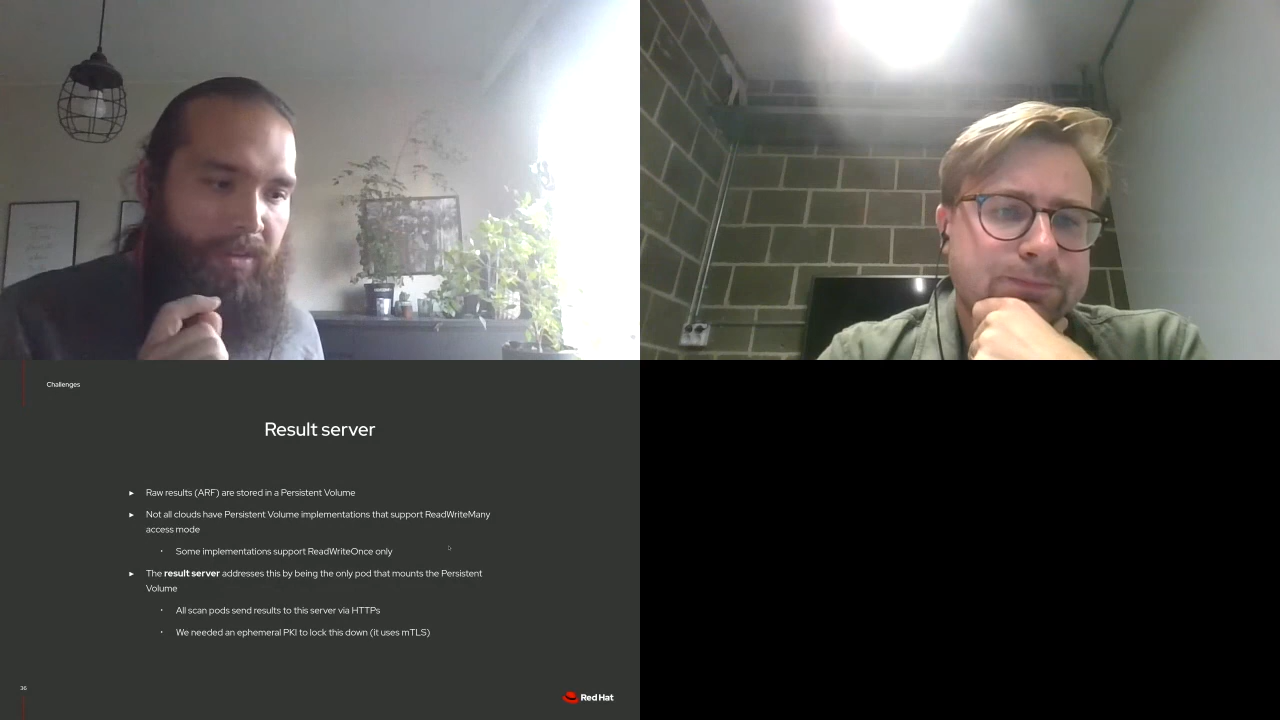 Challenges
Result server
► Raw results (ARF) are stored in a Persistent Volume
► Not all clouds have Persistent Volume implementations that support ReadWriteMany
access mode
• Some implementations support ReadWriteOnce only
► The result server addresses this by being the only pod that mounts the Persistent
Volume
• All scan pods send results to this server via HTTPs
• We needed an ephemeral PKI to lock this down (it uses mTLS)
36
Red Hat